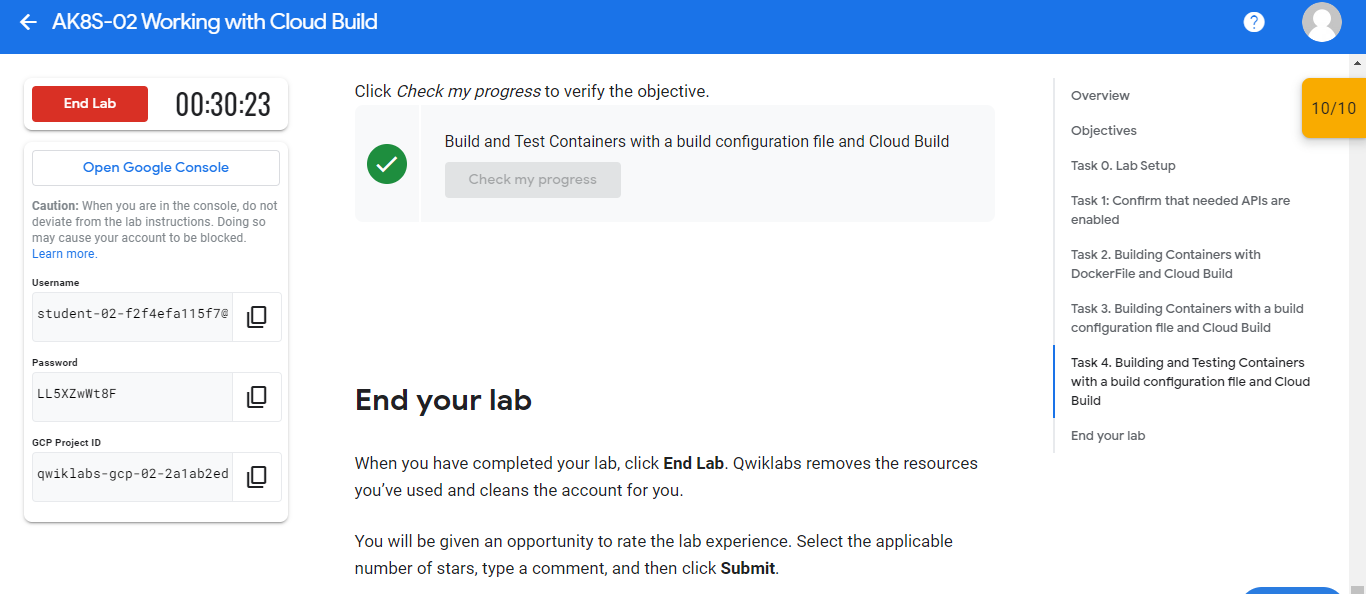 AK8S-02 Working with Cloud Build
?
End Lab
00:30:23
Open Google Console
Caution: When you are in the console, do not
deviate from the lab instructions. Doing so
may cause your account to be blocked.
Learn more.
Username
student-02-f2f4efa115f7@
Password
LL5XZwWt8F
GCP Project ID
qwiklabs-gcp-02-2a1ab2ed
Click Check my progress to verify the objective.
Build and Test Containers with a build configuration file and Cloud Build
Check my progress
End your lab
When you have completed your lab, click End Lab. Qwiklabs removes the resources
you’ve used and cleans the account for you.
You will be given an opportunity to rate the lab experience. Select the applicable
number of stars, type a comment, and then click Submit.
Overview
Objectives
Task 0. Lab Setup
Task 1: Confirm that needed APIs are
enabled
Task 2. Building Containers with
DockerFile and Cloud Build
Task 3. Building Containers with a build
configuration file and Cloud Build
Task 4. Building and Testing Containers
with a build configuration file and Cloud
Build
End your lab
10/10